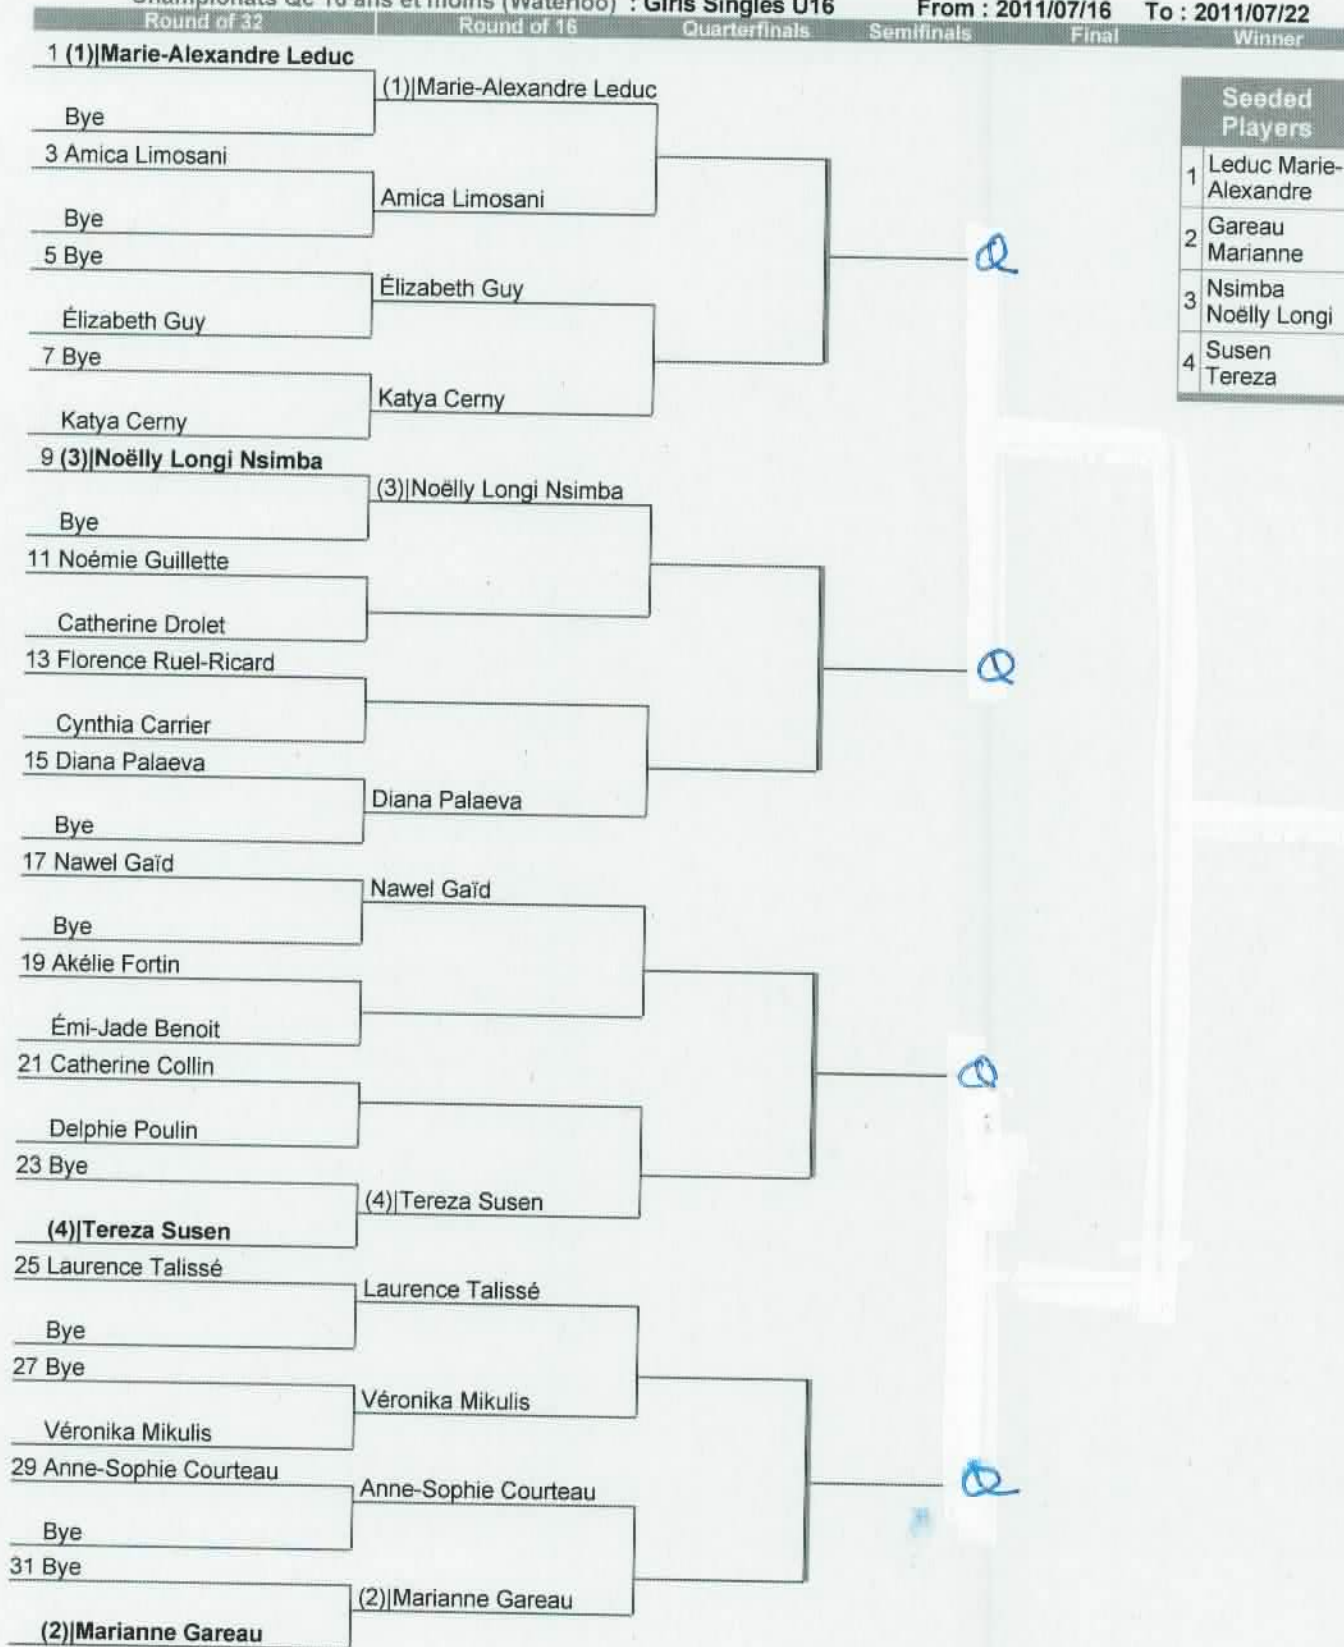 Championnats Qc 16 ans et moins (Waterloo) : Girls Singles U16 From : 2011/07/16 To : 2011/07/22
Round of 32 Round of 16 Quarterfinals Semifinals Final Winner
1 (1)|Marie-Alexandre Leduc
Bye
3 Amica Limosani
Bye
5 Bye
Élizabeth Guy
7 Bye
Katya Cerny
9 (3)|Noëlly Longi Nsimba
Bye
11 Noémie Guillette
Catherine Drolet
13 Florence Ruel-Ricard
Cynthia Carrier
15 Diana Palaeva
Bye
17 Nawel Gaïd
Bye
19 Akélie Fortin
Émi-Jade Benoit
21 Catherine Collin
Delphie Poulin
23 Bye
(4)|Tereza Susen
25 Laurence Talissé
Bye
27 Bye
Véronika Mikulis
29 Anne-Sophie Courteau
Bye
31 Bye
(2)|Marianne Gareau
(1)|Marie-Alexandre Leduc
Amica Limosani
Élizabeth Guy
Katya Cerny
(3)|Noëlly Longi Nsimba
Diana Palaeva
Nawel Gaïd
(4)|Tereza Susen
Laurence Talissé
Véronika Mikulis
Anne-Sophie Courteau
(2)|Marianne Gareau
Q
Q
Q
Q
Seeded
Players
1 Leduc Marie-
Alexandre
2 Gareau
Marianne
3 Nsimba
Noëlly Longi
4 Susen
Tereza